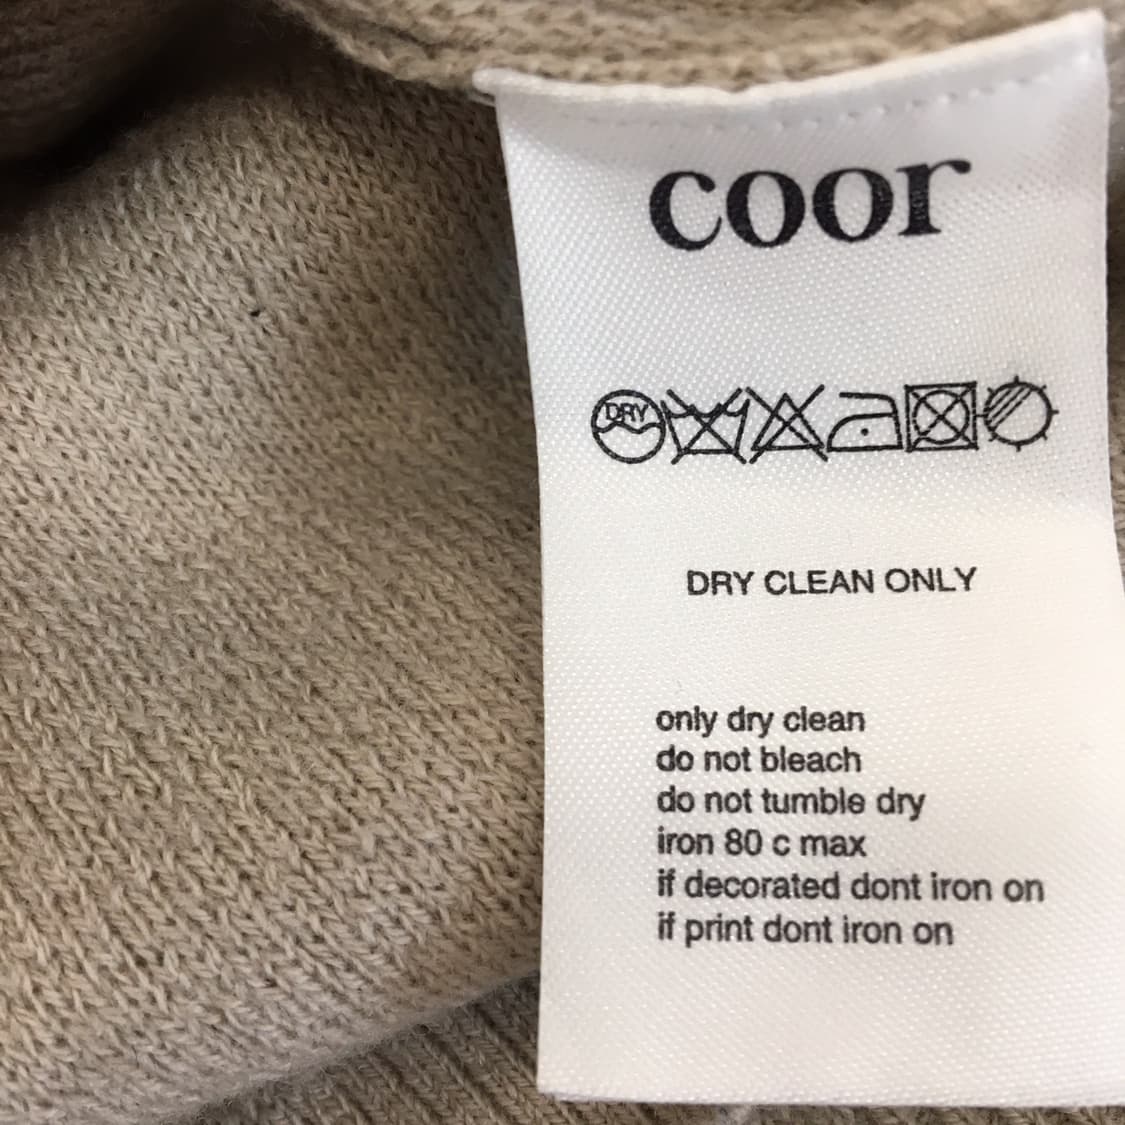 coor
DRY
DRY CLEAN ONLY
only dry clean
do not bleach
do not tumble dry
iron 80 c max
if decorated dont iron on
if print dont iron on